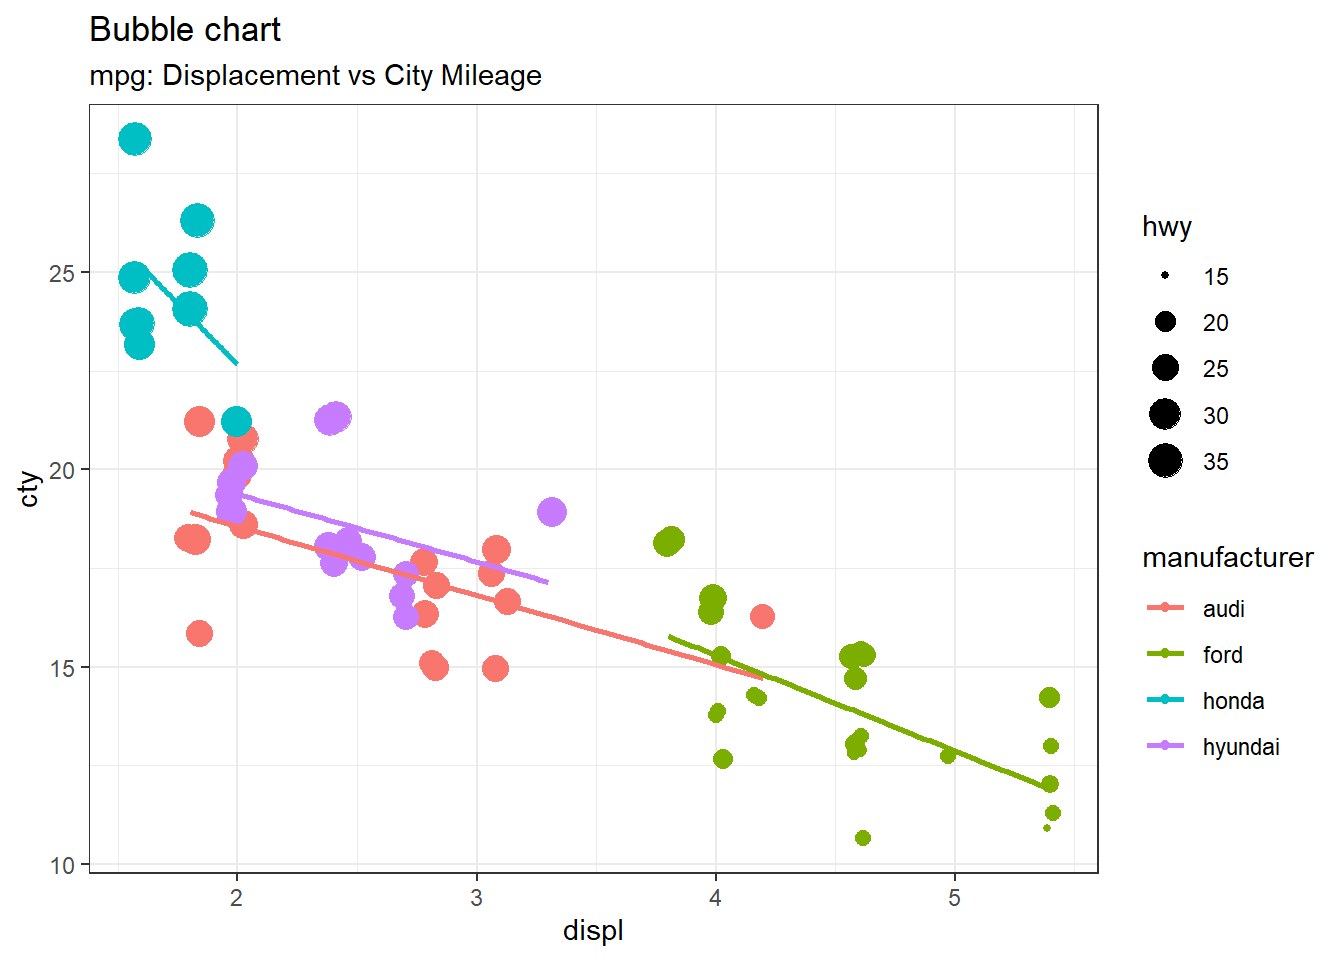 Bubble chart
mpg: Displacement vs City Mileage
cty
25
20
15
10
2
3
4
5
displ
hwy
15
20
25
30
35
manufacturer
audi
ford
honda
hyundai